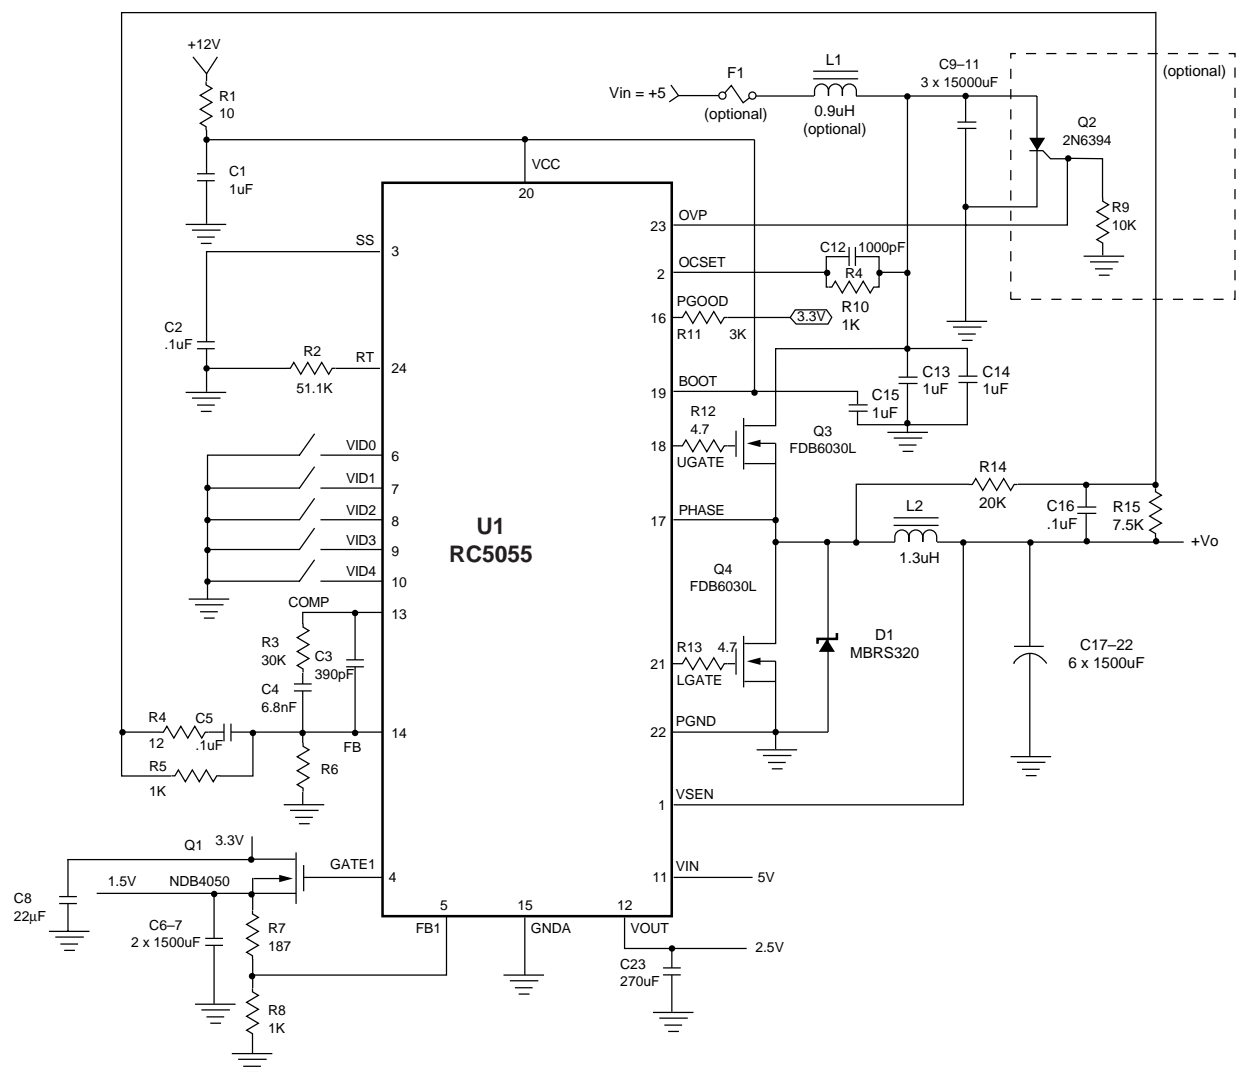 +12V
R1
10
C1
1uF
Vin = +5
F1
(optional)
L1
0.9uH
(optional)
C9–11
3 x 15000uF
(optional)
Q2
2N6394
R9
10K
VCC
20
SS
3
C2
.1uF
R2
51.1K
RT
24
VID0
6
VID1
7
VID2
8
VID3
9
VID4
10
COMP
13
R3
30K
C3
390pF
C4
6.8nF
R4
12
C5
.1uF
R5
1K
FB
14
R6
Q1
3.3V
GATE1
4
1.5V
NDB4050
C8
22µF
C6–7
2 x 1500uF
R7
187
R8
1K
U1
RC5055
5
FB1
15
GNDA
12
VOUT
2.5V
C23
270uF
23
OVP
2
OCSET
C12
1000pF
R4
R10
1K
16
PGOOD
R11
3K
3.3V
19
BOOT
C15
1uF
C13
1uF
C14
1uF
18
R12
4.7
UGATE
Q3
FDB6030L
17
PHASE
R14
20K
C16
.1uF
R15
7.5K
L2
1.3uH
+Vo
Q4
FDB6030L
21
R13
4.7
LGATE
D1
MBRS320
C17–22
6 x 1500uF
22
PGND
1
VSEN
11
VIN
5V